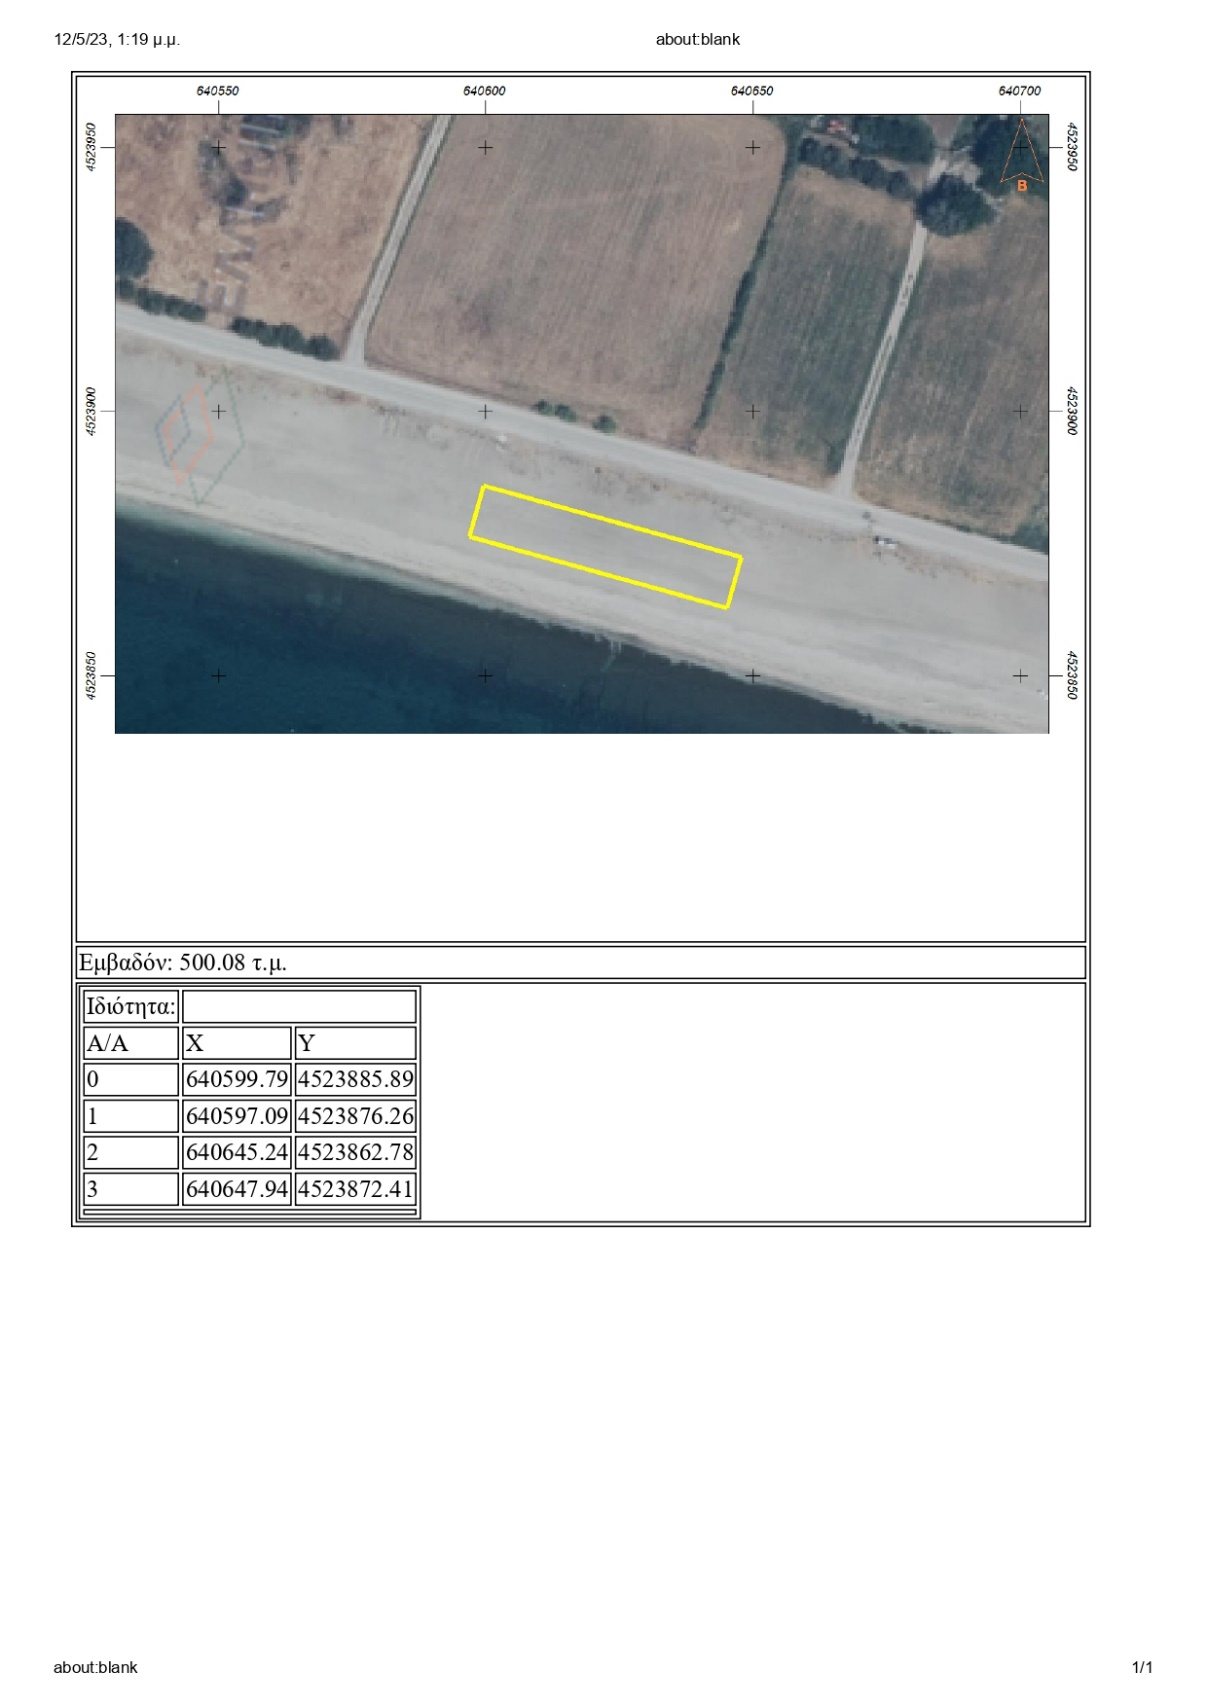 12/5/23, 1:19 μ.μ. about:blank
640550 640600 640650 640700
4523950 4523950
B
4523900 4523900
4523850 4523850
Εμβαδόν: 500.08 τ.μ.
Ιδιότητα:
Α/Α X Y
0 640599.79 4523885.89
1 640597.09 4523876.26
2 640645.24 4523862.78
3 640647.94 4523872.41
about:blank 1/1